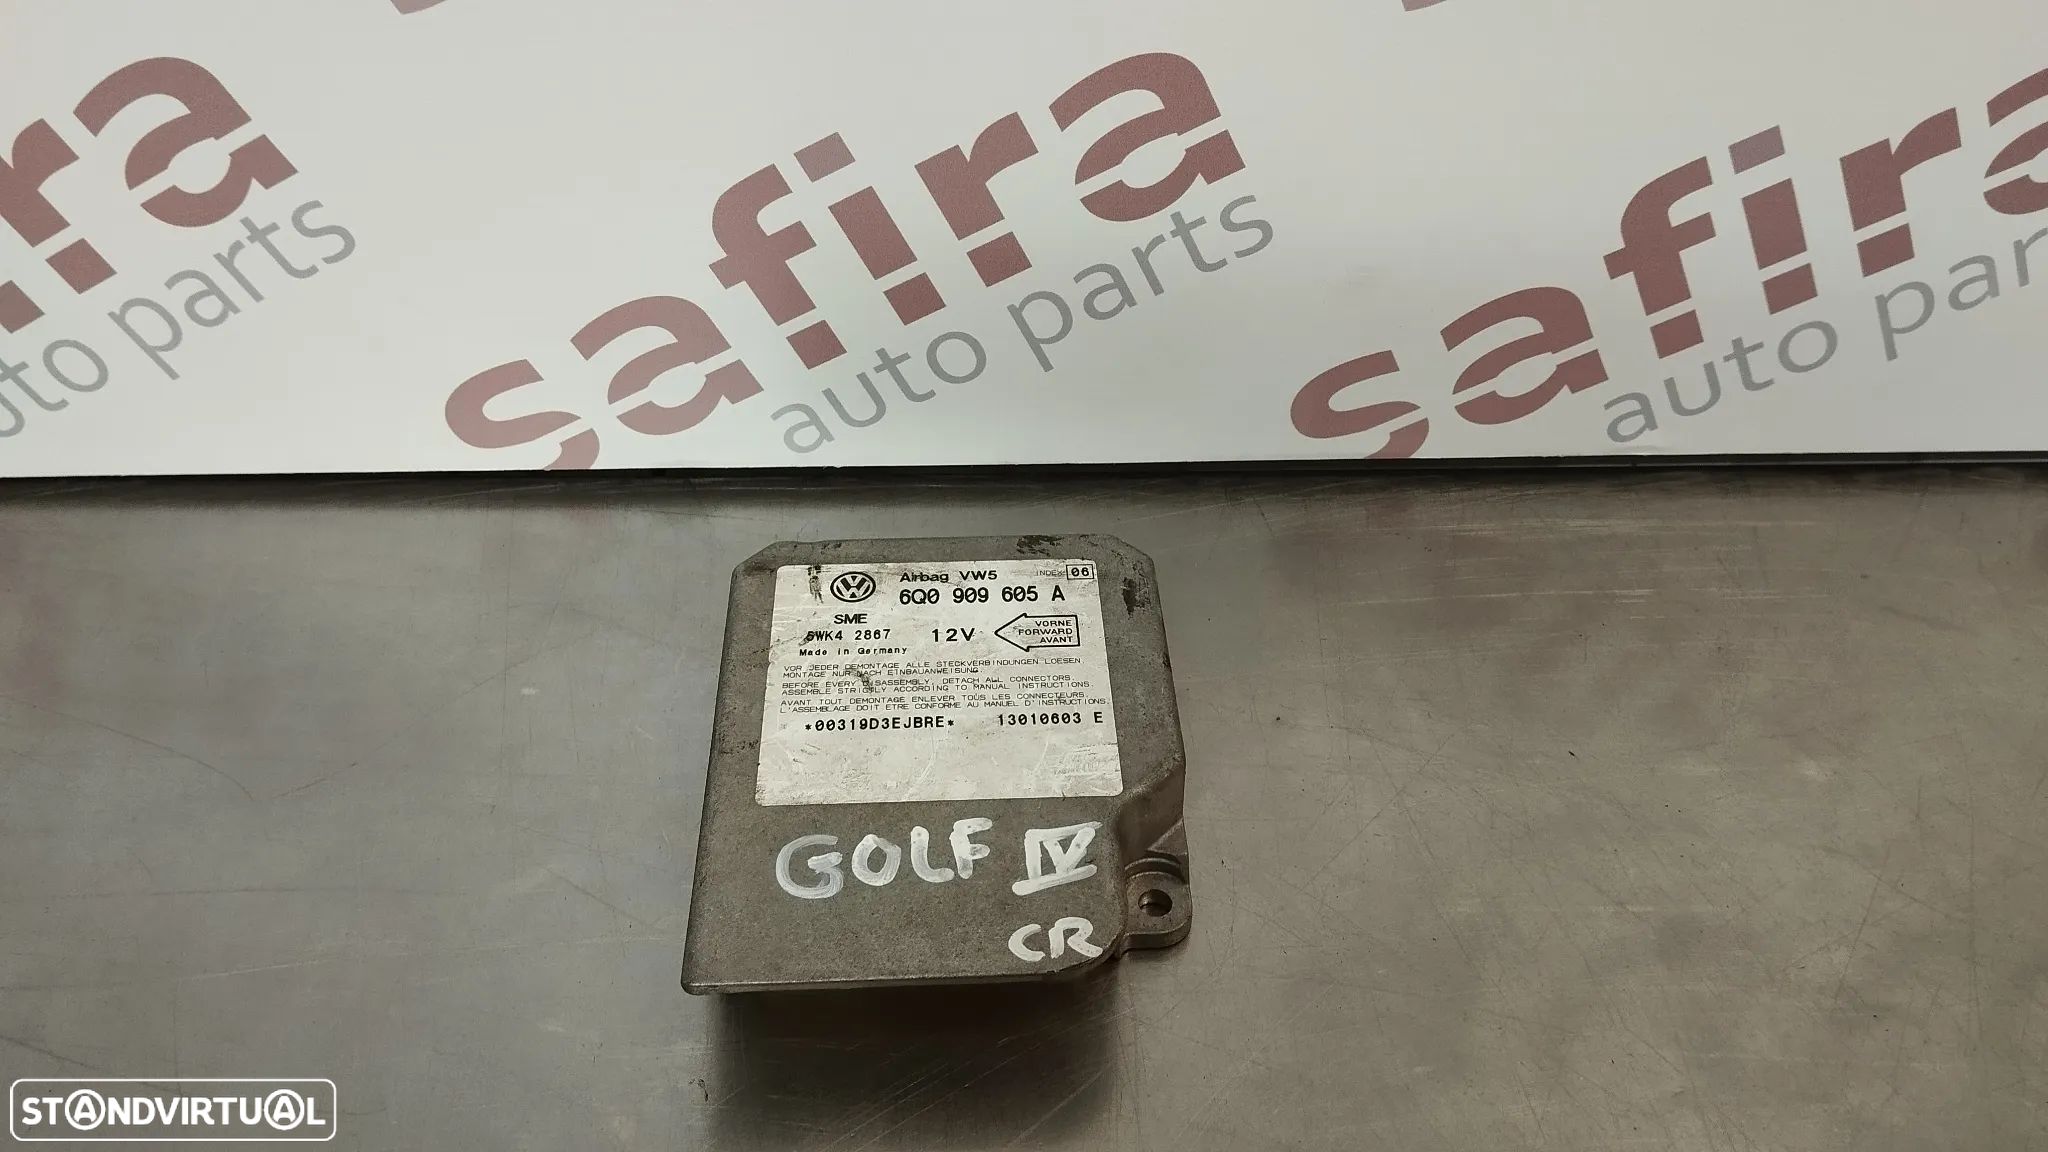 safira
auto parts
safira
auto parts
safira
auto parts
Airbag VW5
INDEX: 06
6Q0 909 605 A
SME
5WK4 2867
12V
VORNE
FORWARD
AVANT
Made in Germany
VOR JEDER DEMONTAGE ALLE STECKVERBINDUNGEN LOESEN
MONTAGE NUR NACH EINBAUANWEISUNG.
BEFORE EVERY DISASSEMBLY, DETACH ALL CONNECTORS.
ASSEMBLE STRICTLY ACCORDING TO MANUAL INSTRUCTIONS.
AVANT TOUT DEMONTAGE ENLEVER TOUS LES CONNECTEURS.
L'ASSEMBLAGE DOIT ETRE CONFORME AU MANUEL D'INSTRUCTIONS.
*00319D3EJBRE* 13010603 E
GOLF IV
CR
STANDVIRTUAL